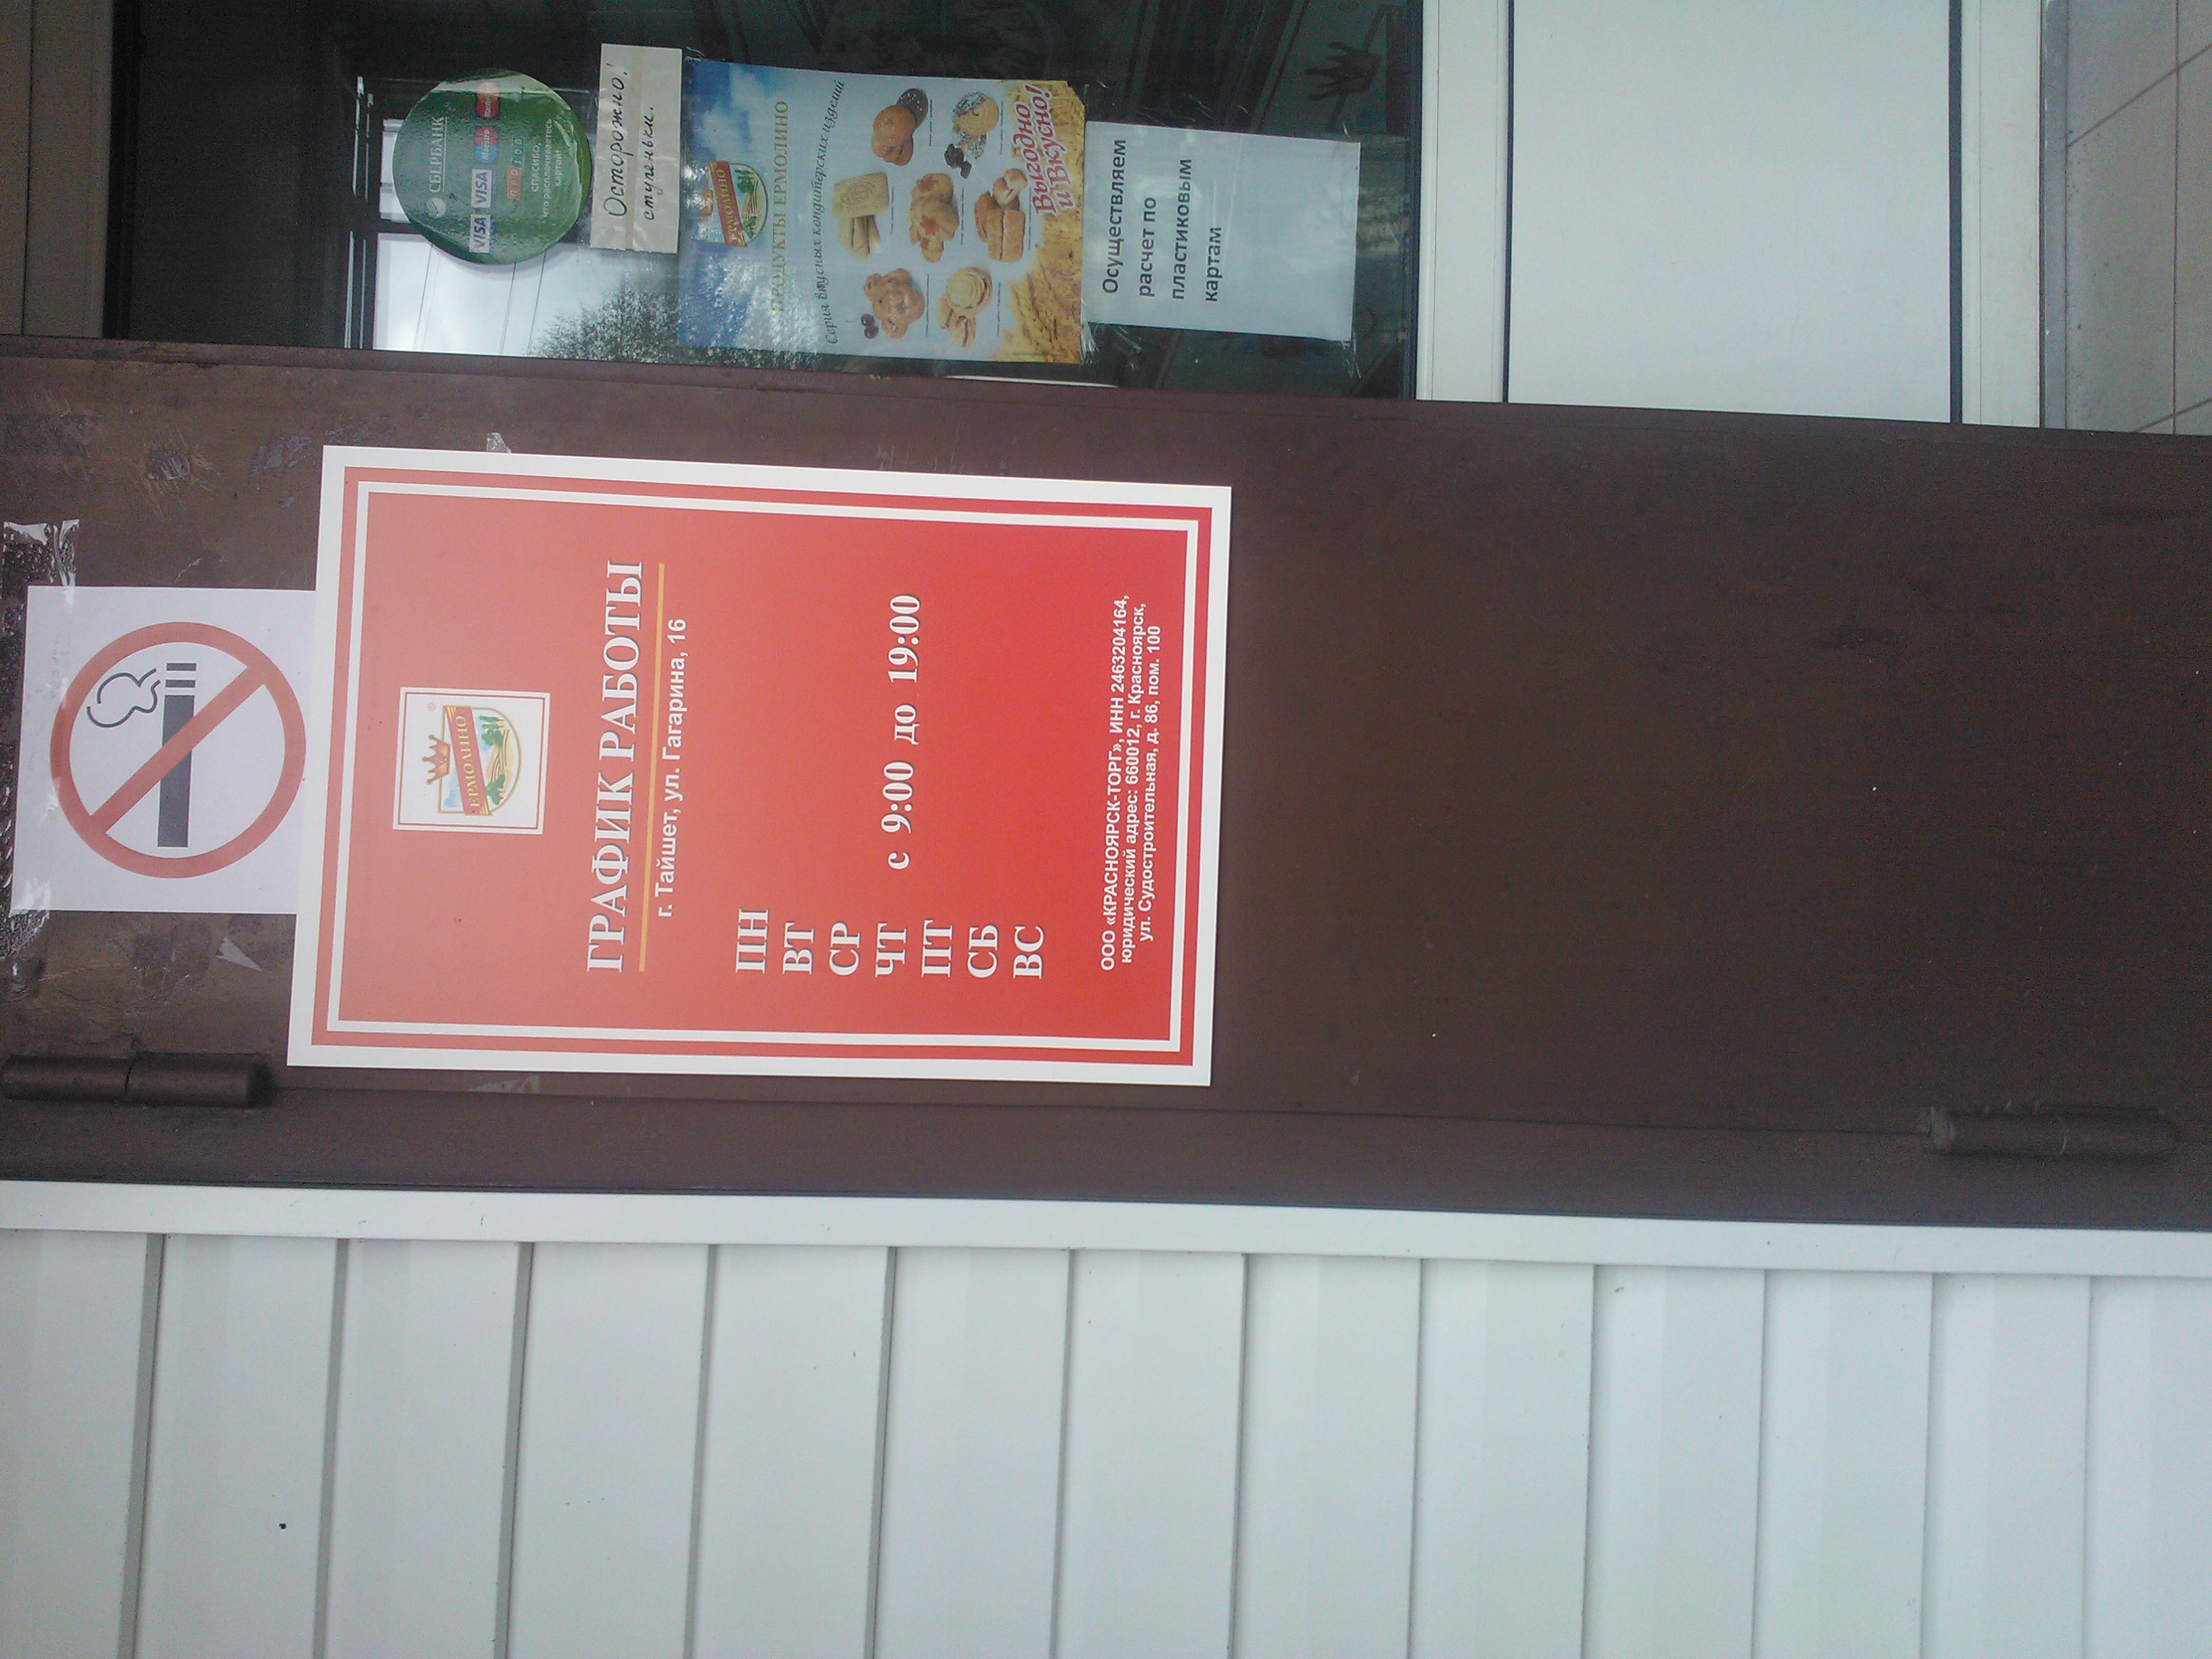 ЕРМОЛИНО
ГРАФИК РАБОТЫ
г. Тайшет, ул. Гагарина, 16
ПН
ВТ
СР
ЧТ
ПТ
СБ
ВС
с 9:00 до 19:00
ООО «КРАСНОЯРСК-ТОРГ», ИНН 2463204164,
юридический адрес: 660012, г. Красноярск,
ул. Судостроительная, д. 86, пом. 100
СБЕРБАНК
VISA VISA Maestro
ПРО100
СПАСИБО,
что расплачиваетесь
картой!
Осторожно!
ступеньки.
ЕРМОЛИНО
ПРОДУКТЫ ЕРМОЛИНО
Серия вкусных кондитерских изделий
Выгодно
и Вкусно!
Осуществляем
расчет по
пластиковым
картам